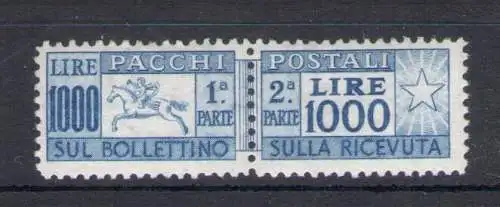 PACCHI POSTALI
LIRE 1000 1.ª PARTE 2.ª PARTE LIRE 1000
SUL BOLLETTINO SULLA RICEVUTA